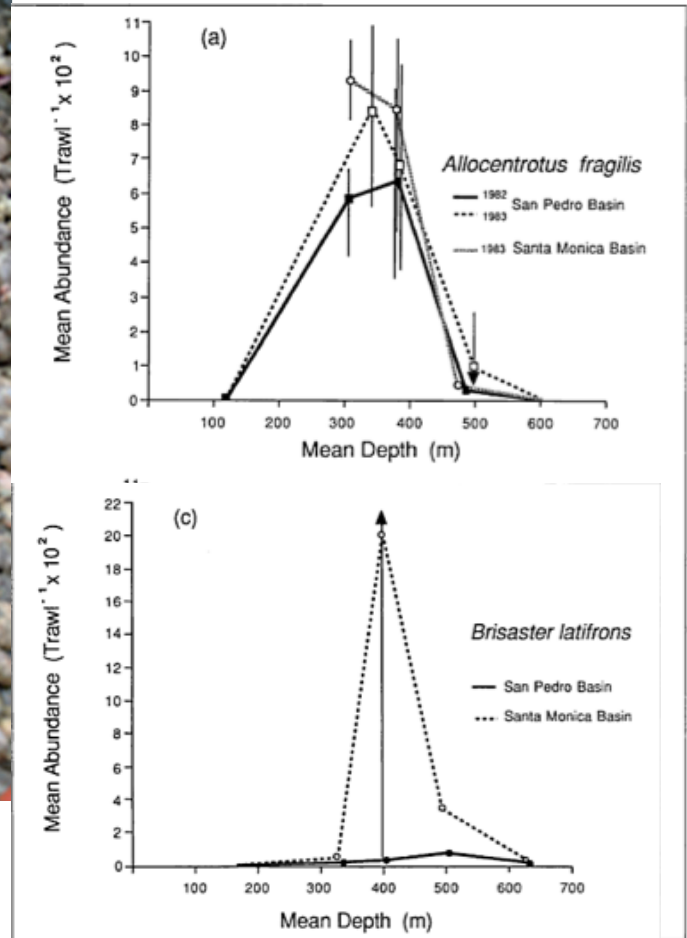 (a)
Mean Abundance (Trawl⁻¹ x 10²)
11
10
9
8
7
6
5
4
3
2
1
0
Allocentrotus fragilis
1982
1983
San Pedro Basin
1983 Santa Monica Basin
100 200 300 400 500 600 700
Mean Depth (m)
(c)
Mean Abundance (Trawl⁻¹ x 10²)
22
20
18
16
14
12
10
8
6
4
2
0
Brisaster latifrons
San Pedro Basin
Santa Monica Basin
100 200 300 400 500 600 700
Mean Depth (m)